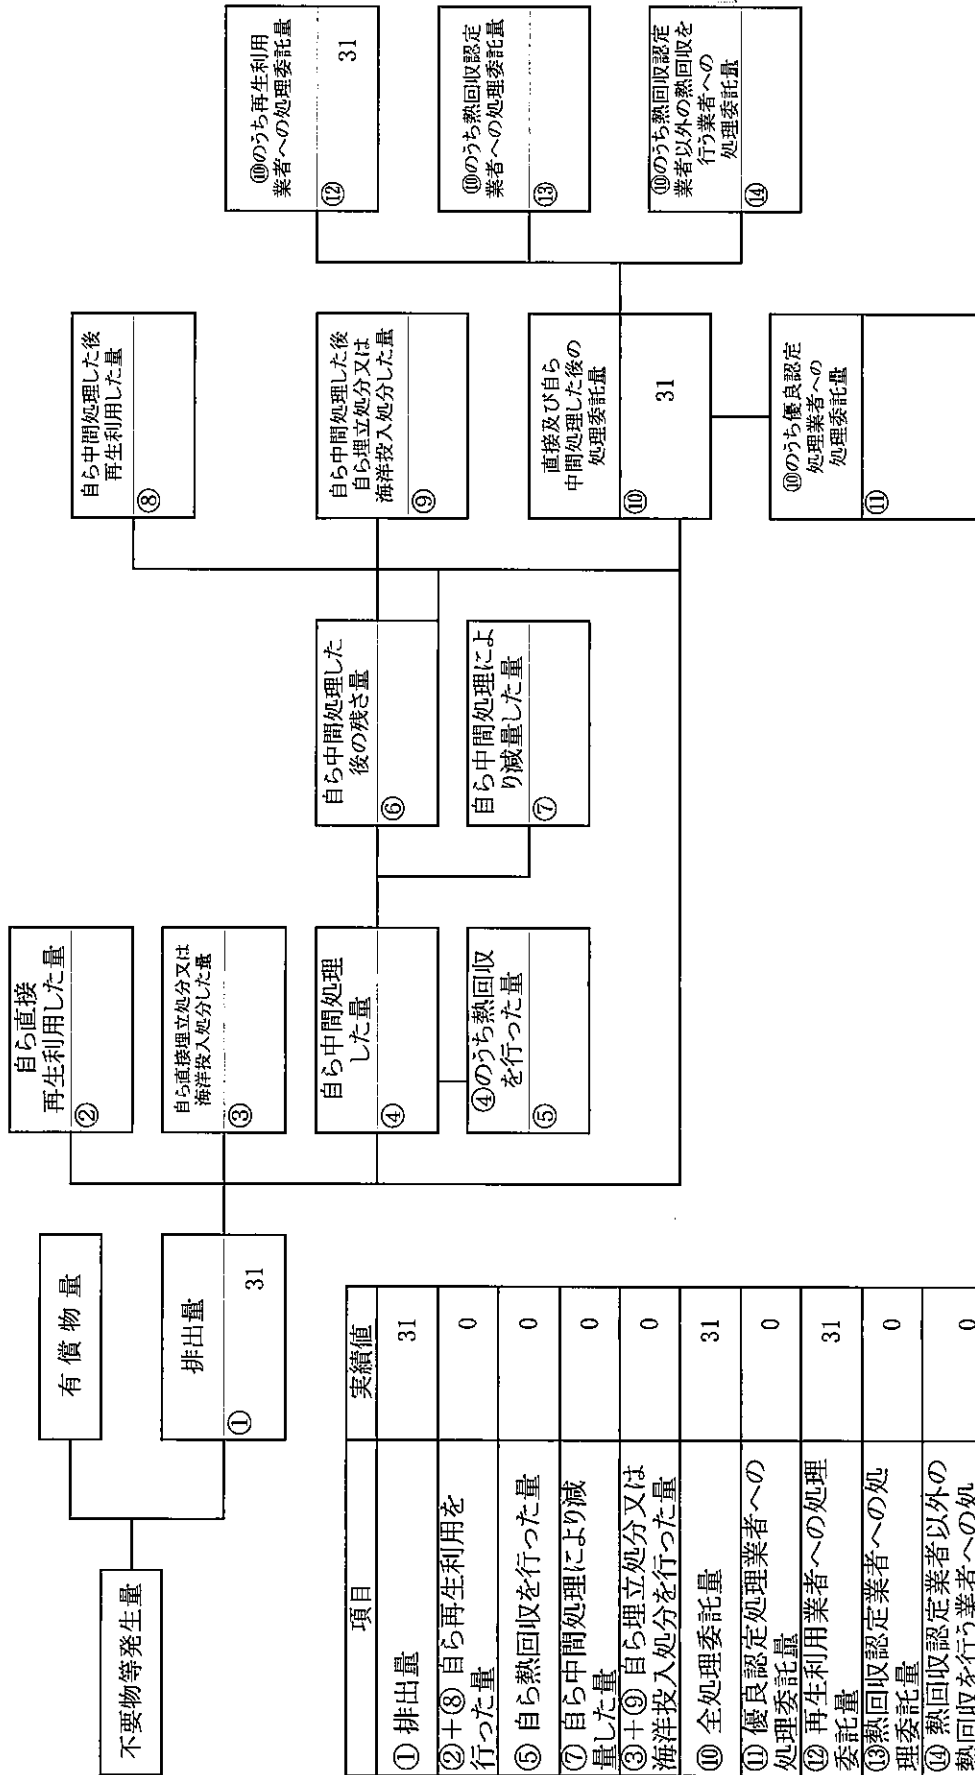 不要物等発生量
有償物量
排出量
①
31
自ら直接
再生利用した量
②
自ら直接埋立処分又は
海洋投入処分した量
③
自ら中間処理
した量
④
④のうち熱回収
を行った量
⑤
自ら中間処理した
後の残さ量
⑥
自ら中間処理によ
り減量した量
⑦
自ら中間処理した後
再生利用した量
⑧
自ら中間処理した後
自ら埋立処分又は
海洋投入処分した量
⑨
直接及び自ら
中間処理した後の
処理委託量
⑩
31
⑩のうち優良認定
処理業者への
処理委託量
⑪
⑩のうち再生利用
業者への処理委託量
⑫
31
⑩のうち熱回収認定
業者への処理委託量
⑬
⑩のうち熱回収認定
業者以外の熱回収を
行う業者への
処理委託量
⑭
項目 実績値
①排出量 31
②+⑧ 自ら再生利用を
行った量 0
⑤ 自ら熱回収を行った量 0
⑦ 自ら中間処理により減
量した量 0
③+⑨ 自ら埋立処分又は
海洋投入処分を行った量 0
⑩ 全処理委託量 31
⑪ 優良認定処理業者への
処理委託量 0
⑫ 再生利用業者への処理
委託量 31
⑬熱回収認定業者への処
理委託量 0
⑭ 熱回収認定業者以外の
熱回収を行う業者への処 0